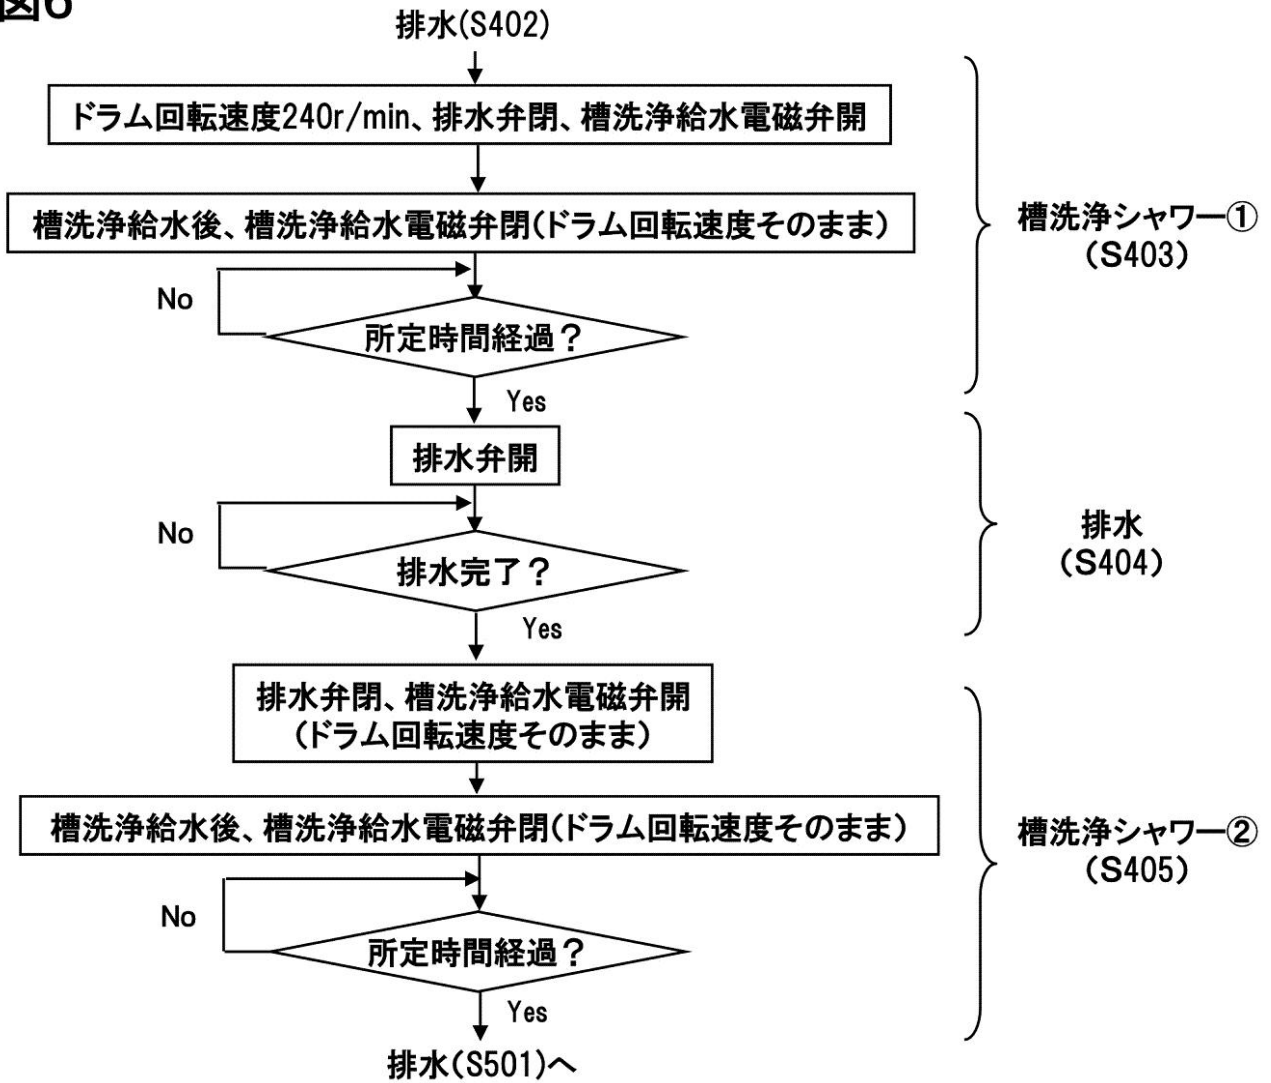 図6
排水(S402)
ドラム回転速度240r/min、排水弁閉、槽洗浄給水電磁弁開
槽洗浄給水後、槽洗浄給水電磁弁閉(ドラム回転速度そのまま)
槽洗浄シャワー①
(S403)
No
所定時間経過?
Yes
排水弁開
No
排水
(S404)
排水完了?
Yes
排水弁閉、槽洗浄給水電磁弁開
(ドラム回転速度そのまま)
槽洗浄給水後、槽洗浄給水電磁弁閉(ドラム回転速度そのまま)
槽洗浄シャワー②
(S405)
No
所定時間経過?
Yes
排水(S501)へ